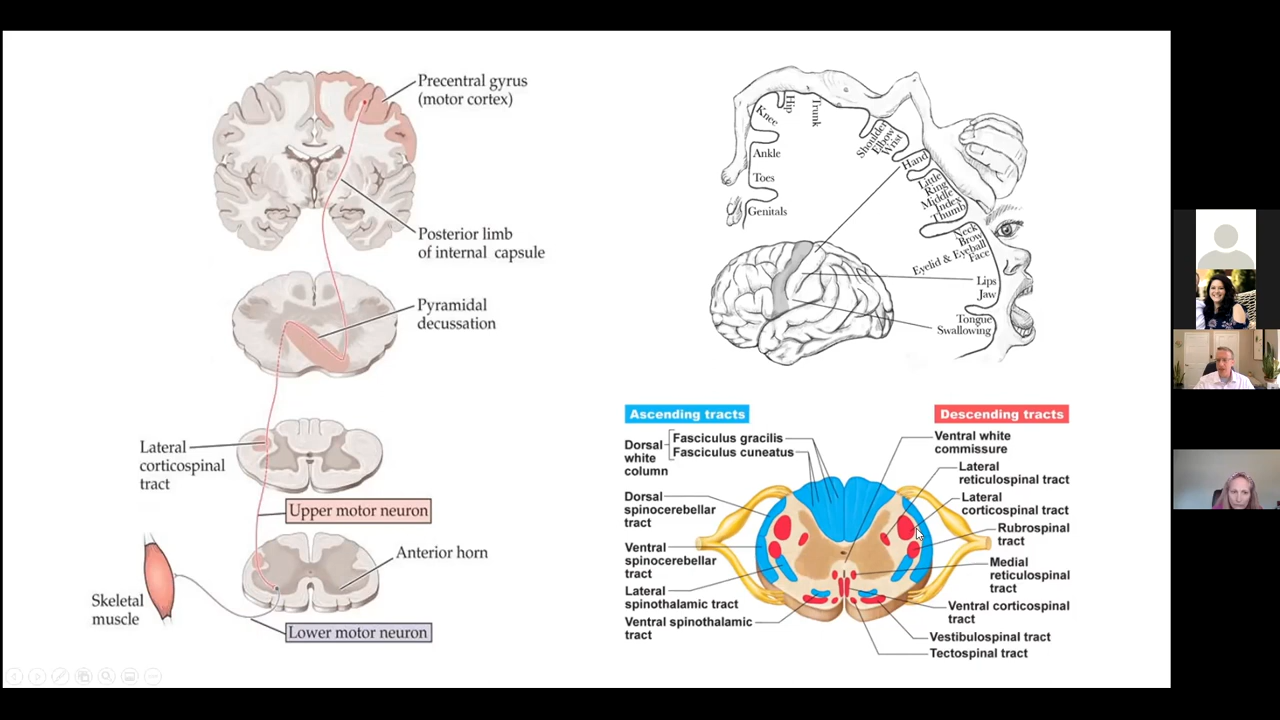 Precentral gyrus
(motor cortex)
Posterior limb
of internal capsule
Pyramidal
decussation
Lateral
corticospinal
tract
Upper motor neuron
Anterior horn
Skeletal
muscle
Lower motor neuron
Knee
Hip
Trunk
Shoulder
Elbow
Wrist
Hand
Little
Ring
Middle
Index
Thumb
Neck
Brow
Eyelid & Eyeball
Face
Lips
Jaw
Tongue
Swallowing
Ankle
Toes
Genitals
Ascending tracts
Dorsal
white
column
Fasciculus gracilis
Fasciculus cuneatus
Dorsal
spinocerebellar
tract
Ventral
spinocerebellar
tract
Lateral
spinothalamic tract
Ventral spinothalamic
tract
Descending tracts
Ventral white
commissure
Lateral
reticulospinal tract
Lateral
corticospinal tract
Rubrospinal
tract
Medial
reticulospinal
tract
Ventral corticospinal
tract
Vestibulospinal tract
Tectospinal tract